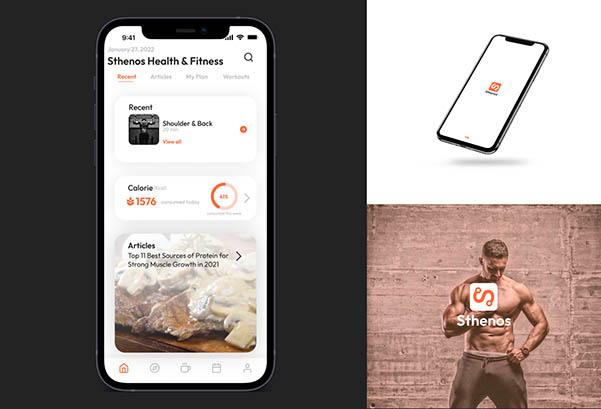 9:41
January 27, 2022
Sthenos Health & Fitness
Recent Articles My Plan Workouts
Recent
Shoulder & Back
20 min
View all
Calorie (Kcal)
1576 consumed today
consumed this week
Articles
Top 11 Best Sources of Protein for
Strong Muscle Growth in 2021
Sthenos
Sthenos